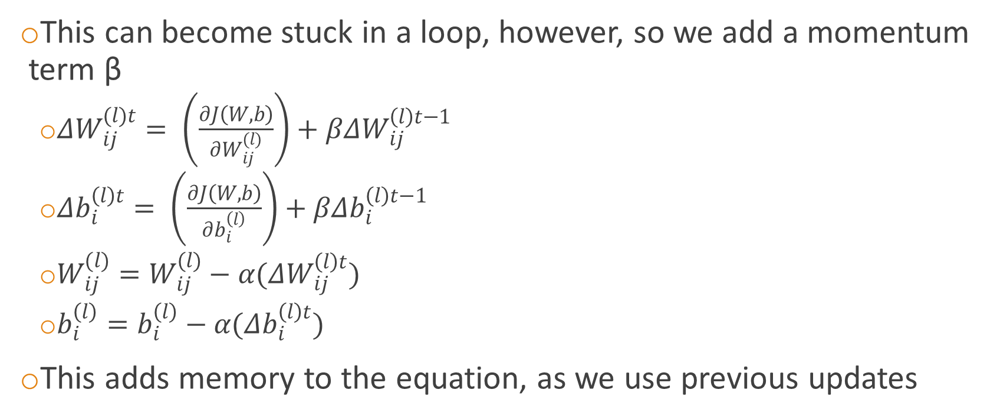 ○This can become stuck in a loop, however, so we add a momentum
term β
○$\Delta W_{ij}^{(l)t} = \left(\frac{\partial J(W,b)}{\partial W_{ij}^{(l)}}\right) + \beta \Delta W_{ij}^{(l)t-1}$
○$\Delta b_{i}^{(l)t} = \left(\frac{\partial J(W,b)}{\partial b_{i}^{(l)}}\right) + \beta \Delta b_{i}^{(l)t-1}$
○$W_{ij}^{(l)} = W_{ij}^{(l)} - \alpha(\Delta W_{ij}^{(l)t})$
○$b_{i}^{(l)} = b_{i}^{(l)} - \alpha(\Delta b_{i}^{(l)t})$
○This adds memory to the equation, as we use previous updates